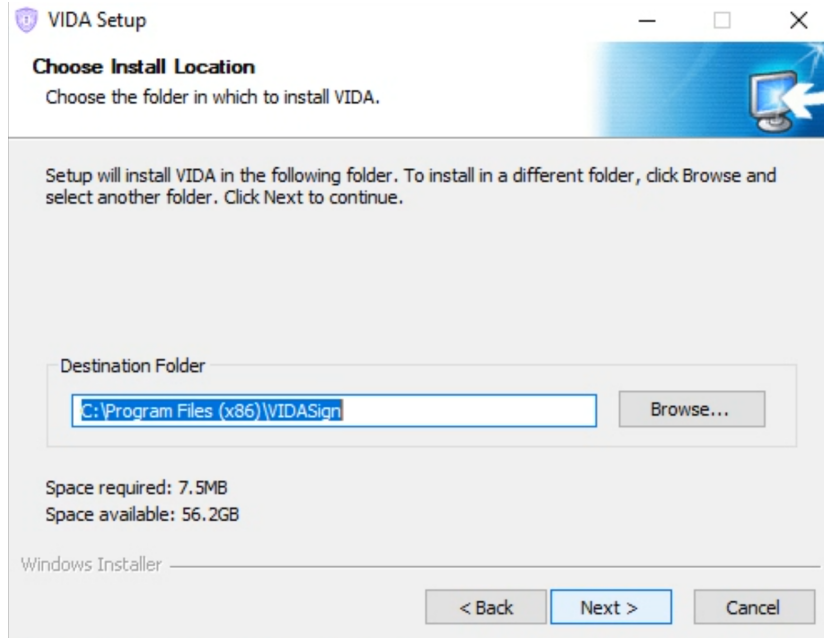 VIDA Setup
Choose Install Location
Choose the folder in which to install VIDA.
Setup will install VIDA in the following folder. To install in a different folder, click Browse and
select another folder. Click Next to continue.
Destination Folder
C:\Program Files (x86)\VIDASign
Browse...
Space required: 7.5MB
Space available: 56.2GB
Windows Installer
< Back
Next >
Cancel